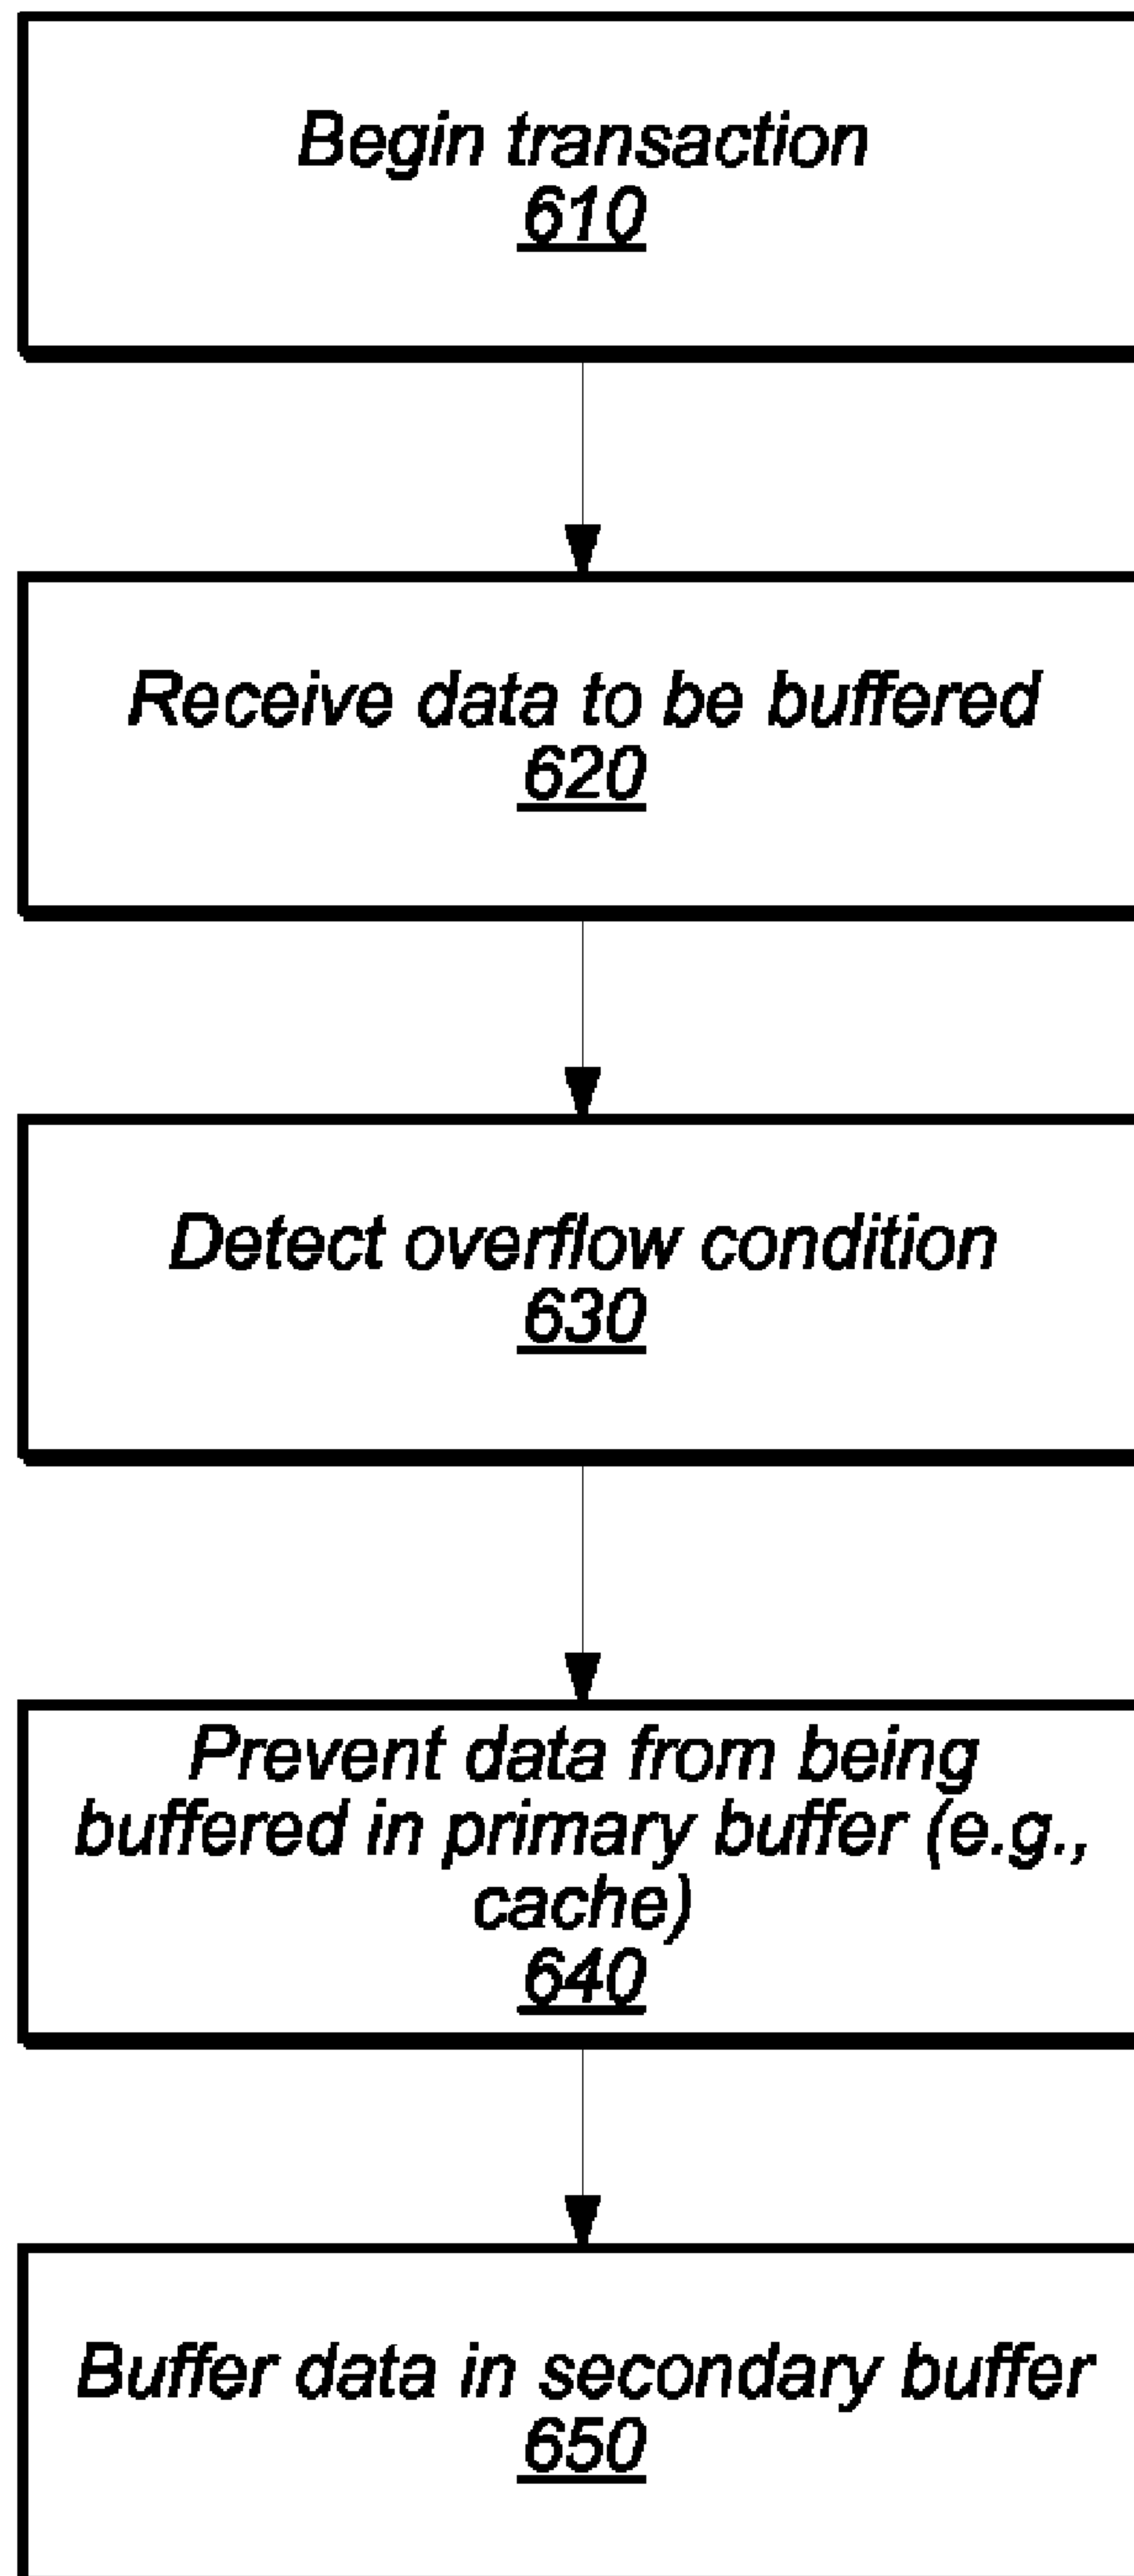 Begin transaction
610
Receive data to be buffered
620
Detect overflow condition
630
Prevent data from being
buffered in primary buffer (e.g.,
cache)
640
Buffer data in secondary buffer
650